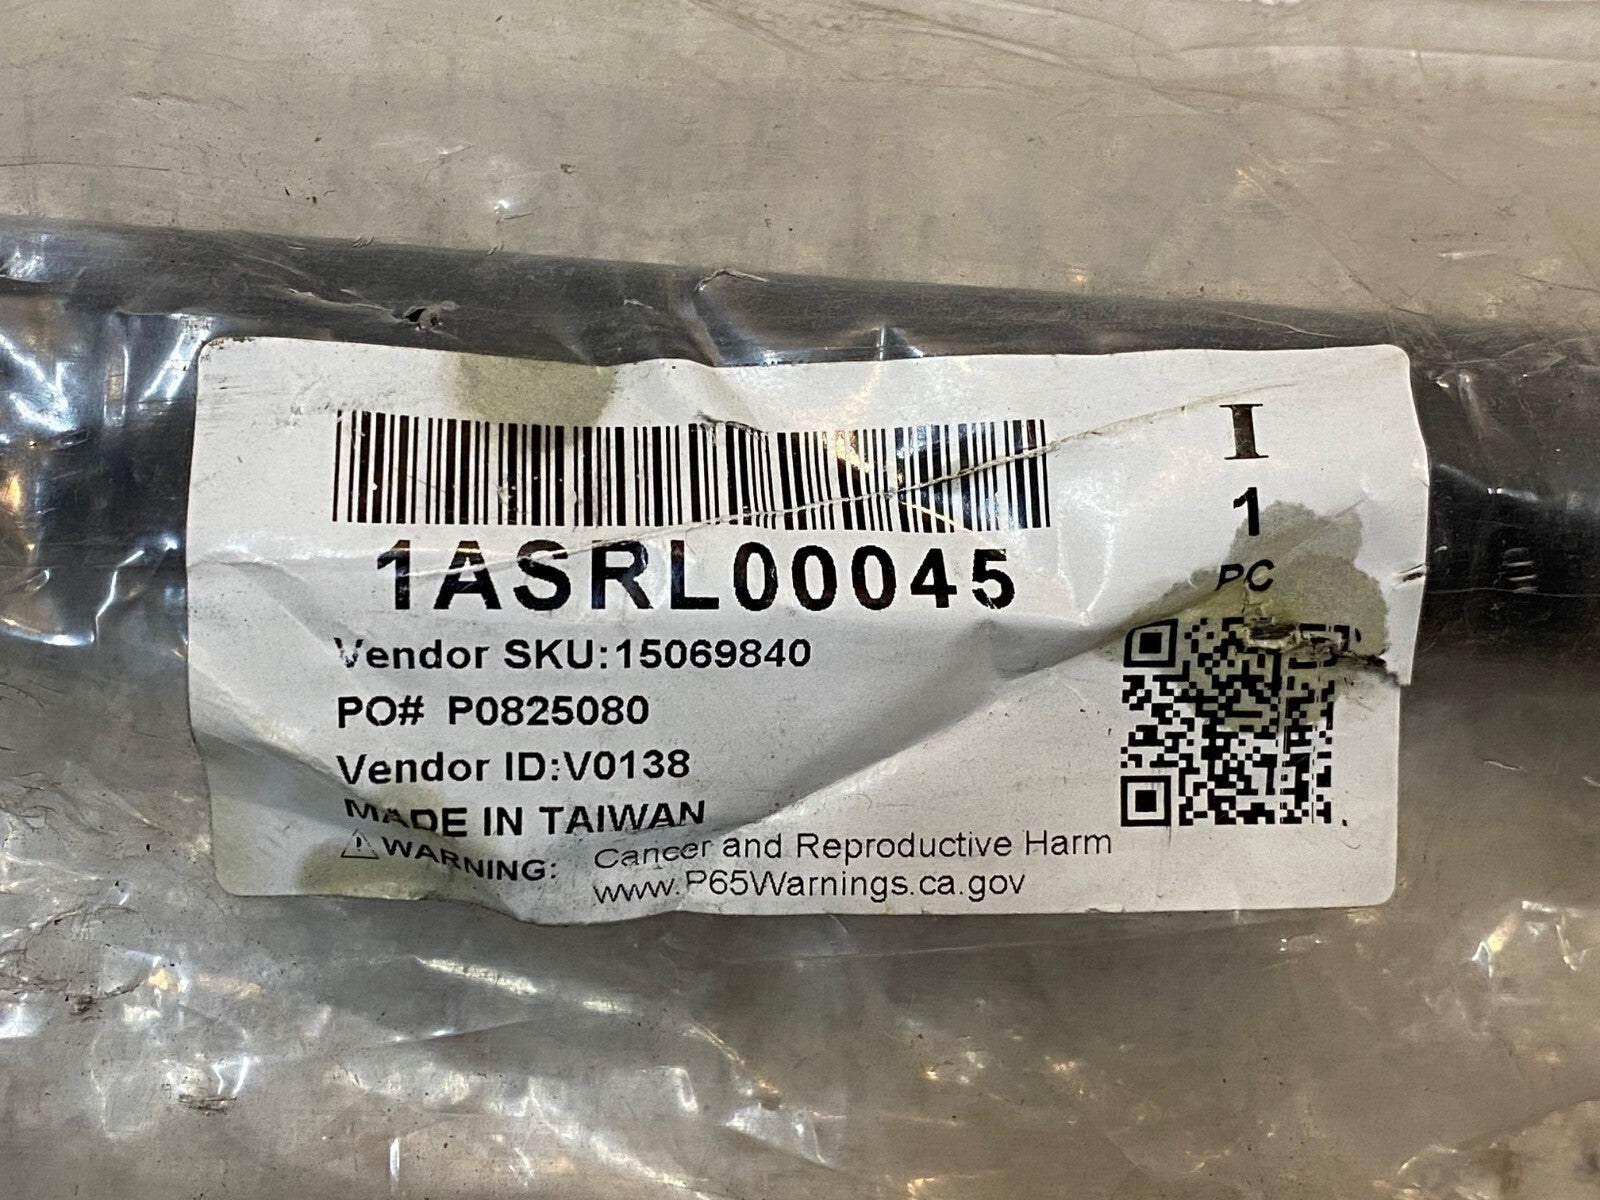 I
1
PC
1ASRL00045
Vendor SKU:15069840
PO# P0825080
Vendor ID:V0138
MADE IN TAIWAN
WARNING: Cancer and Reproductive Harm
www.P65Warnings.ca.gov